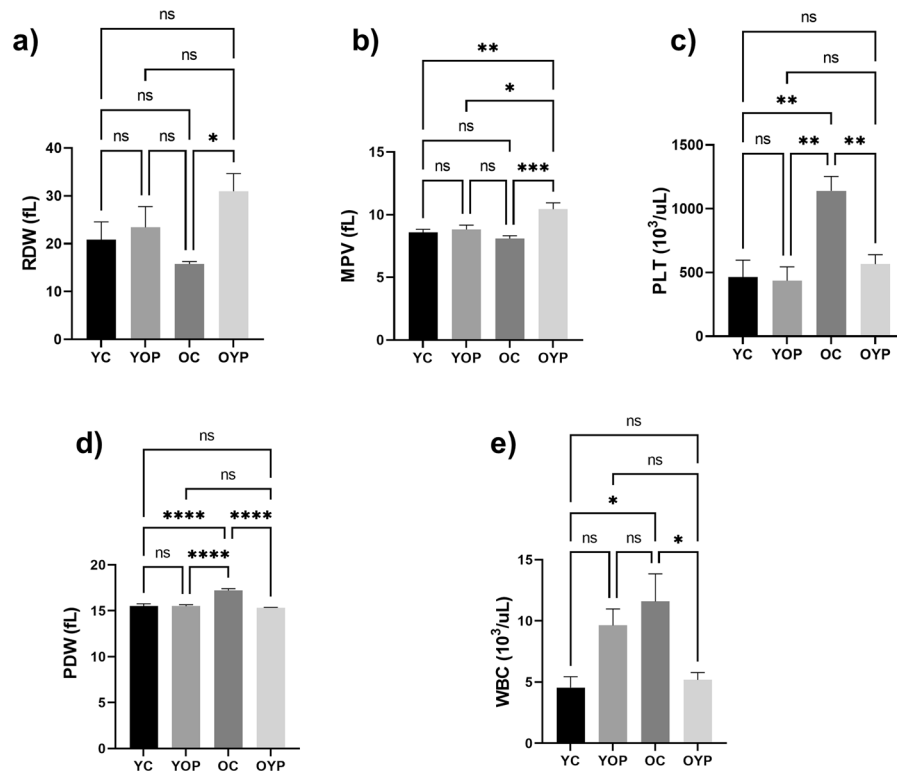 a)
ns
ns
ns
ns
ns
*
RDW (fL)
40
30
20
10
0
YC
YOP
OC
OYP
b)
**
*
ns
ns
ns
***
MPV (fL)
15
10
5
0
YC
YOP
OC
OYP
c)
ns
ns
**
ns
**
**
PLT (10³/uL)
1500
1000
500
0
YC
YOP
OC
OYP
d)
ns
ns
****
****
ns
****
PDW (fL)
20
15
10
5
0
YC
YOP
OC
OYP
e)
ns
ns
*
ns
ns
*
WBC (10³/uL)
15
10
5
0
YC
YOP
OC
OYP